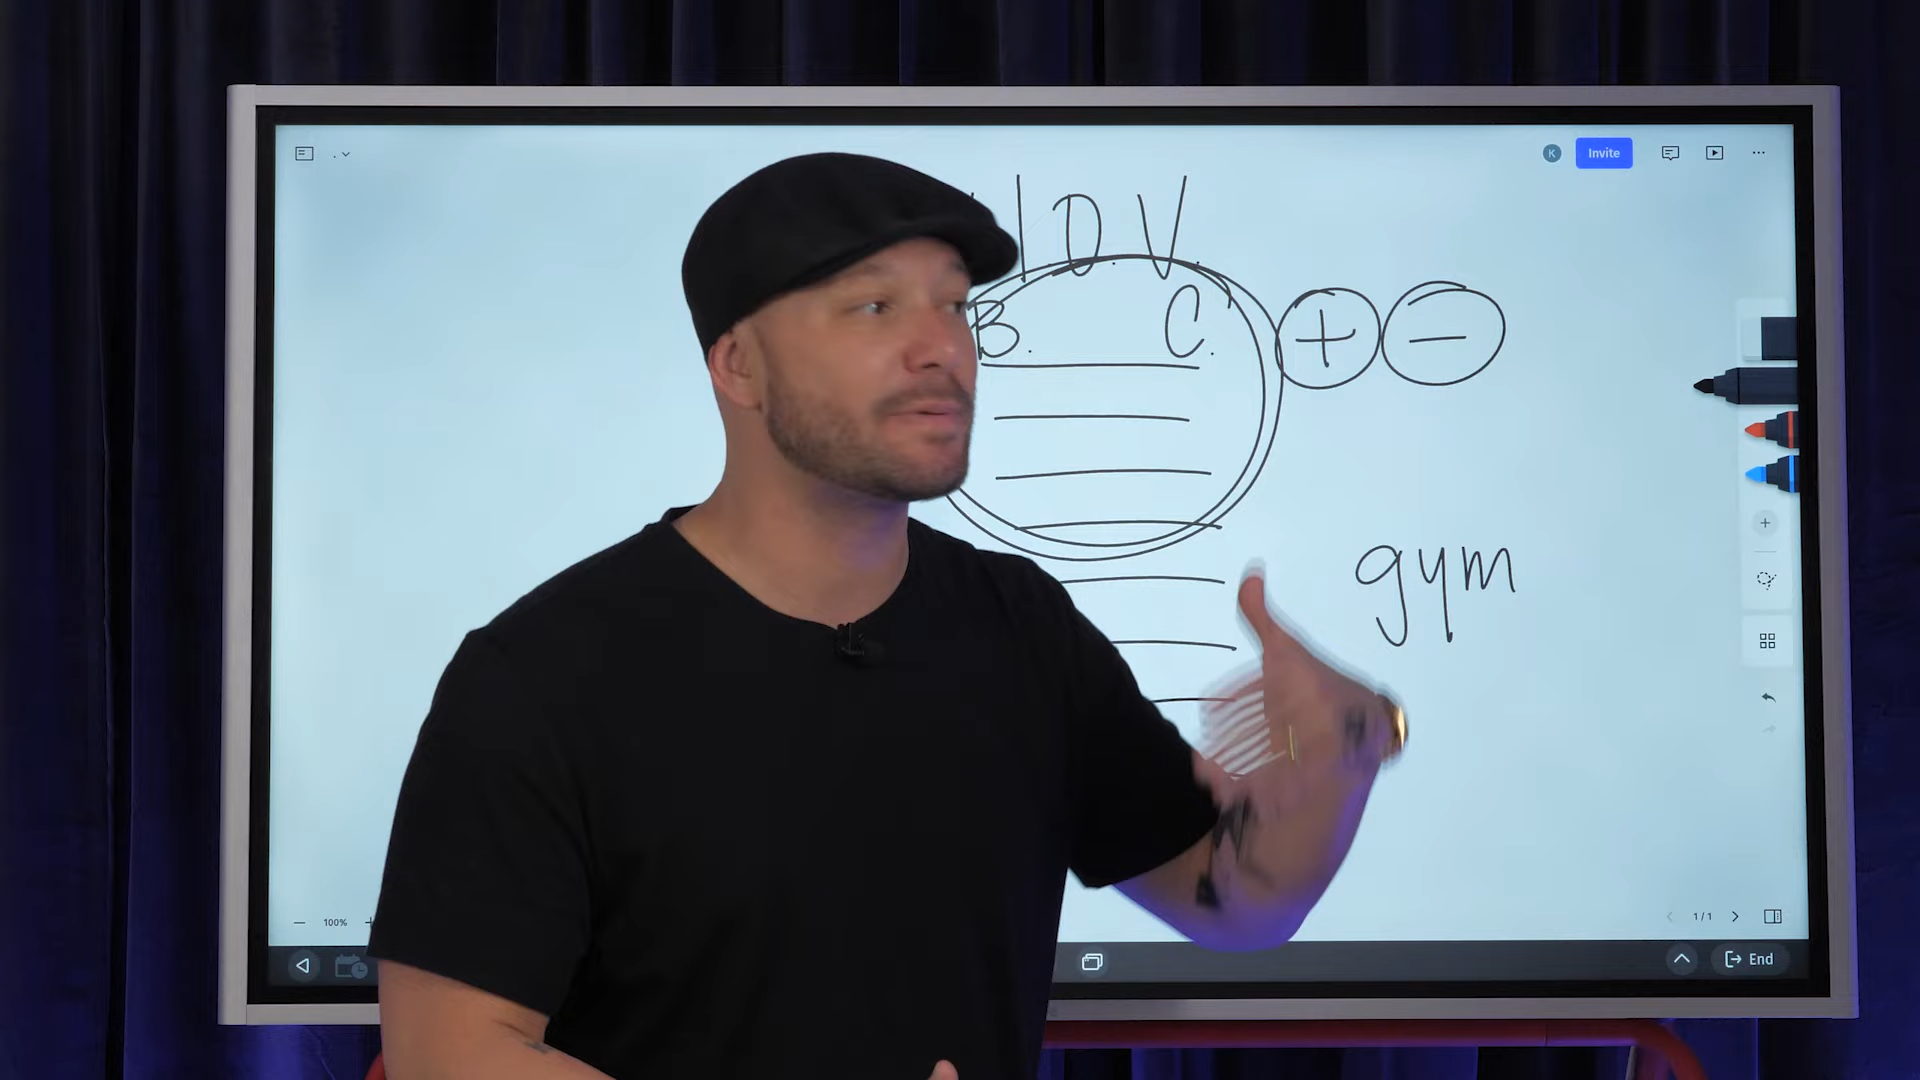 K Invite
I.D.V.
B. C. + −
gym
100%
1/1
End